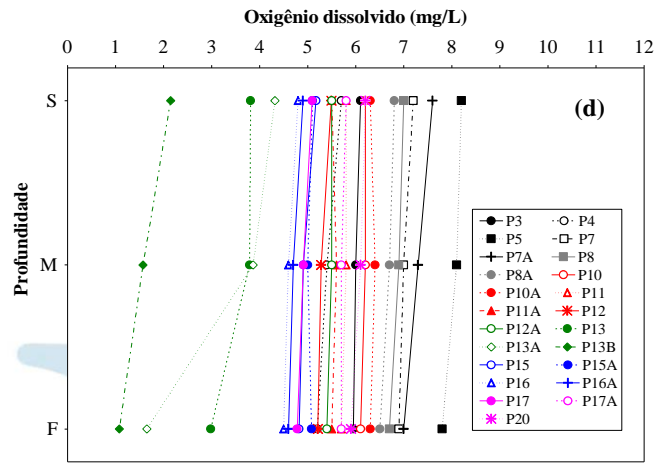 Oxigênio dissolvido (mg/L)
0 1 2 3 4 5 6 7 8 9 10 11 12
S
(d)
Profundidade
M
F
P3 P4
P5 P7
P7A P8
P8A P10
P10A P11
P11A P12
P12A P13
P13A P13B
P15 P15A
P16 P16A
P17 P17A
P20